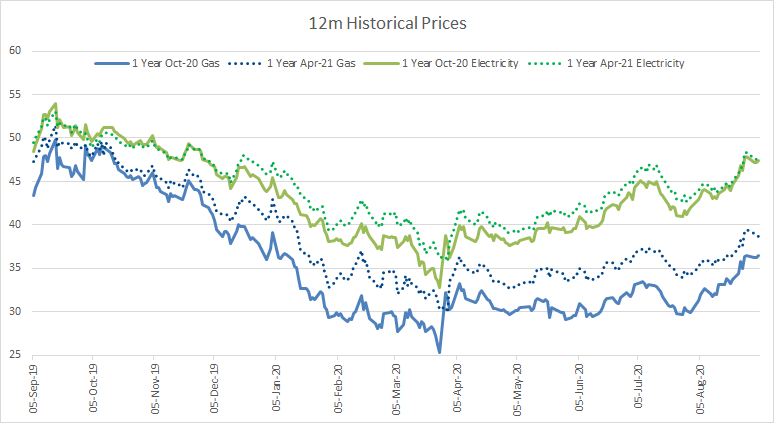 12m Historical Prices
60
1 Year Oct-20 Gas 1 Year Apr-21 Gas 1 Year Oct-20 Electricity 1 Year Apr-21 Electricity
55
50
45
40
35
30
25
05-Sep-19
05-Oct-19
05-Nov-19
05-Dec-19
05-Jan-20
05-Feb-20
05-Mar-20
05-Apr-20
05-May-20
05-Jun-20
05-Jul-20
05-Aug-20